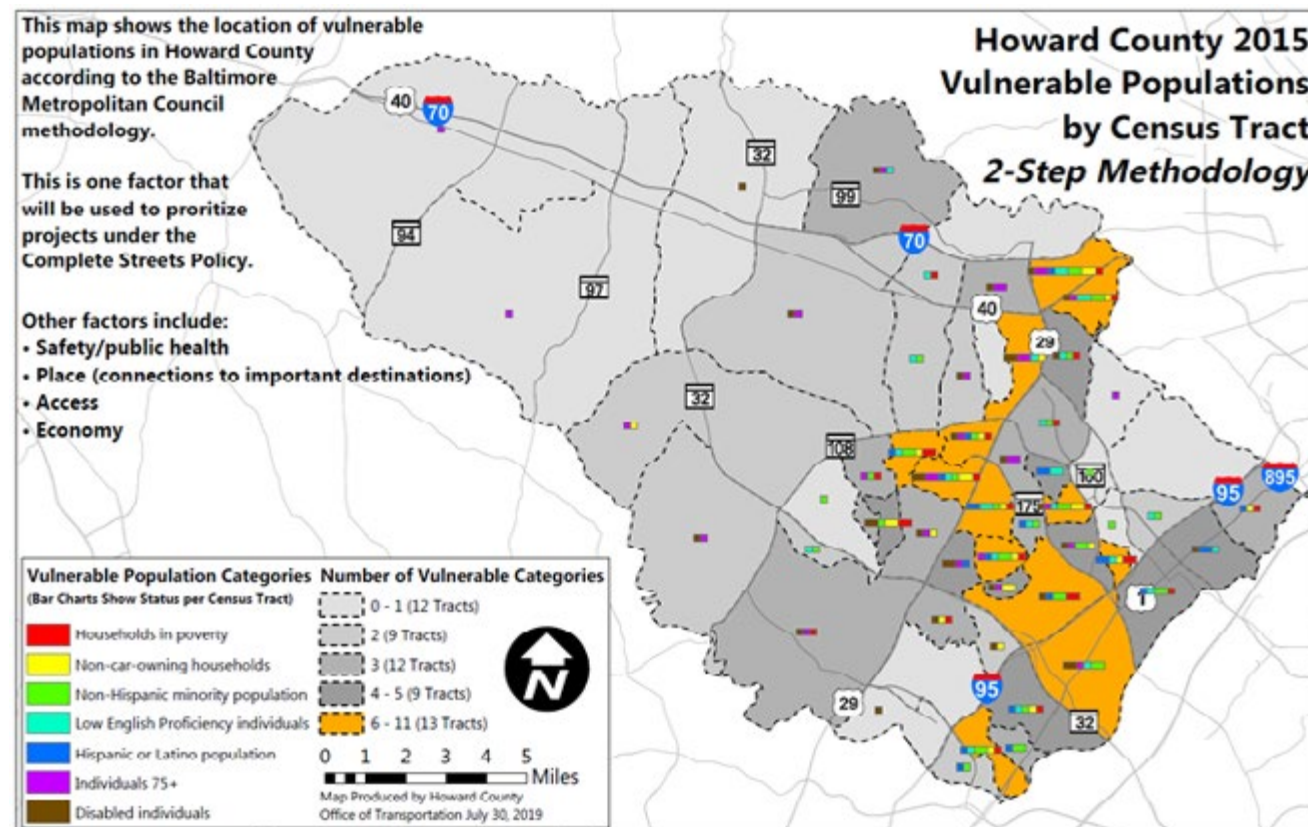 This map shows the location of vulnerable
populations in Howard County
according to the Baltimore
Metropolitan Council
methodology.
This is one factor that
will be used to proritize
projects under the
Complete Streets Policy.
Other factors include:
• Safety/public health
• Place (connections to important destinations)
• Access
• Economy
Howard County 2015
Vulnerable Populations
by Census Tract
2-Step Methodology
40
70
32
99
94
70
97
40
29
32
108
100
895
95
175
1
95
29
32
Vulnerable Population Categories
(Bar Charts Show Status per Census Tract)
Households in poverty
Non-car-owning households
Non-Hispanic minority population
Low English Proficiency individuals
Hispanic or Latino population
Individuals 75+
Disabled individuals
Number of Vulnerable Categories
0 - 1 (12 Tracts)
2 (9 Tracts)
3 (12 Tracts)
4 - 5 (9 Tracts)
6 - 11 (13 Tracts)
N
0 1 2 3 4 5
Miles
Map Produced by Howard County
Office of Transportation July 30, 2019